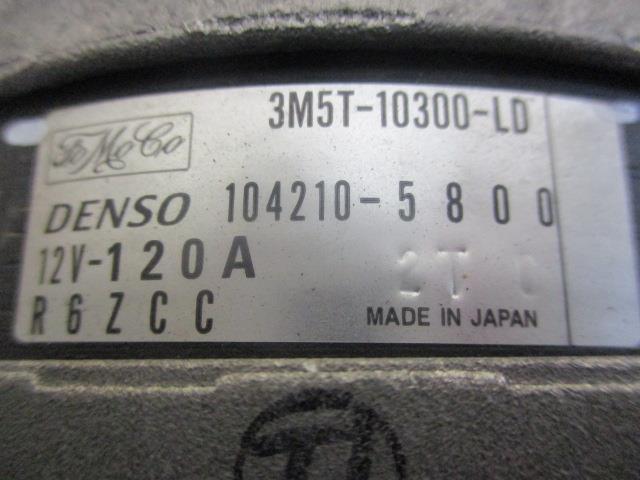 3M5T-10300-LD
FoMoCo
DENSO 104210-5800
12V-120A
R6ZCC
MADE IN JAPAN